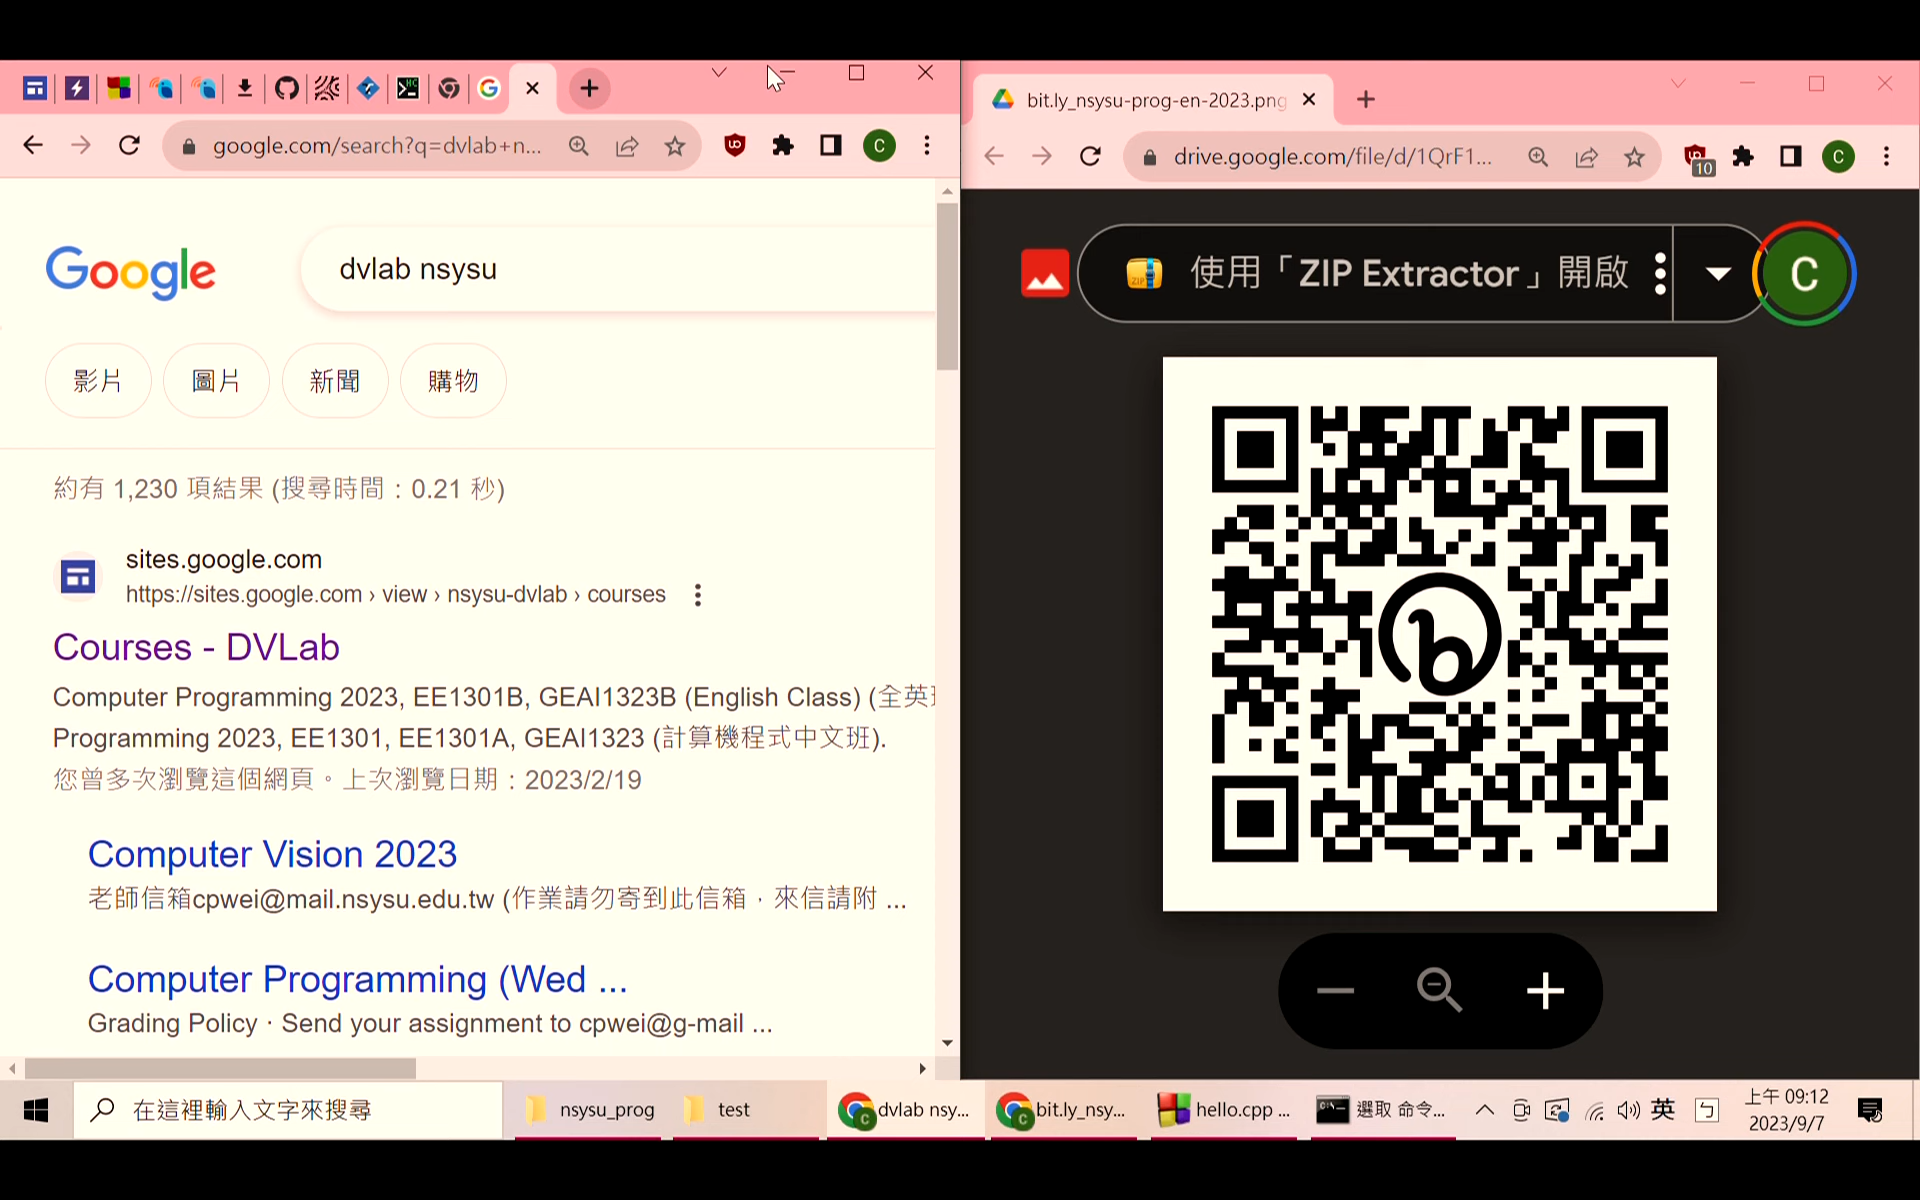 google.com/search?q=dvlab+n...
Google
dvlab nsysu
影片
圖片
新聞
購物
約有 1,230 項結果 (搜尋時間：0.21 秒)
sites.google.com
https://sites.google.com › view › nsysu-dvlab › courses
Courses - DVLab
Computer Programming 2023, EE1301B, GEAI1323B (English Class) (全英
Programming 2023, EE1301, EE1301A, GEAI1323 (計算機程式中文班).
您曾多次瀏覽這個網頁。上次瀏覽日期：2023/2/19
Computer Vision 2023
老師信箱cpwei@mail.nsysu.edu.tw (作業請勿寄到此信箱，來信請附 ...
Computer Programming (Wed ...
Grading Policy · Send your assignment to cpwei@g-mail ...
bit.ly_nsysu-prog-en-2023.png
drive.google.com/file/d/1QrF1...
10
C
使用「ZIP Extractor」開啟
C
在這裡輸入文字來搜尋
nsysu_prog
test
dvlab nsy...
bit.ly_nsy...
hello.cpp ...
選取 命令...
英
ㄅ
上午 09:12
2023/9/7